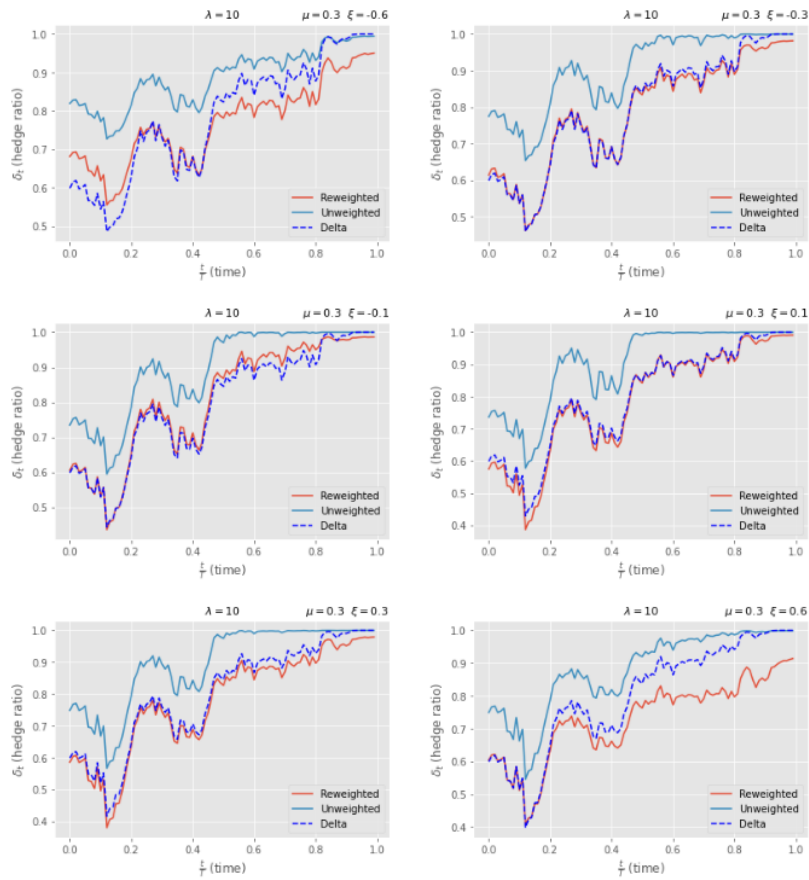 λ = 10 μ = 0.3 ξ = -0.6
1.0
0.9
0.8
0.7
0.6
0.5
δt (hedge ratio)
Reweighted
Unweighted
Delta
0.0 0.2 0.4 0.6 0.8 1.0
t/T (time)
λ = 10 μ = 0.3 ξ = -0.3
1.0
0.9
0.8
0.7
0.6
0.5
δt (hedge ratio)
Reweighted
Unweighted
Delta
0.0 0.2 0.4 0.6 0.8 1.0
t/T (time)
λ = 10 μ = 0.3 ξ = -0.1
1.0
0.9
0.8
0.7
0.6
0.5
δt (hedge ratio)
Reweighted
Unweighted
Delta
0.0 0.2 0.4 0.6 0.8 1.0
t/T (time)
λ = 10 μ = 0.3 ξ = 0.1
1.0
0.9
0.8
0.7
0.6
0.5
0.4
δt (hedge ratio)
Reweighted
Unweighted
Delta
0.0 0.2 0.4 0.6 0.8 1.0
t/T (time)
λ = 10 μ = 0.3 ξ = 0.3
1.0
0.9
0.8
0.7
0.6
0.5
0.4
δt (hedge ratio)
Reweighted
Unweighted
Delta
0.0 0.2 0.4 0.6 0.8 1.0
t/T (time)
λ = 10 μ = 0.3 ξ = 0.6
1.0
0.9
0.8
0.7
0.6
0.5
0.4
δt (hedge ratio)
Reweighted
Unweighted
Delta
0.0 0.2 0.4 0.6 0.8 1.0
t/T (time)